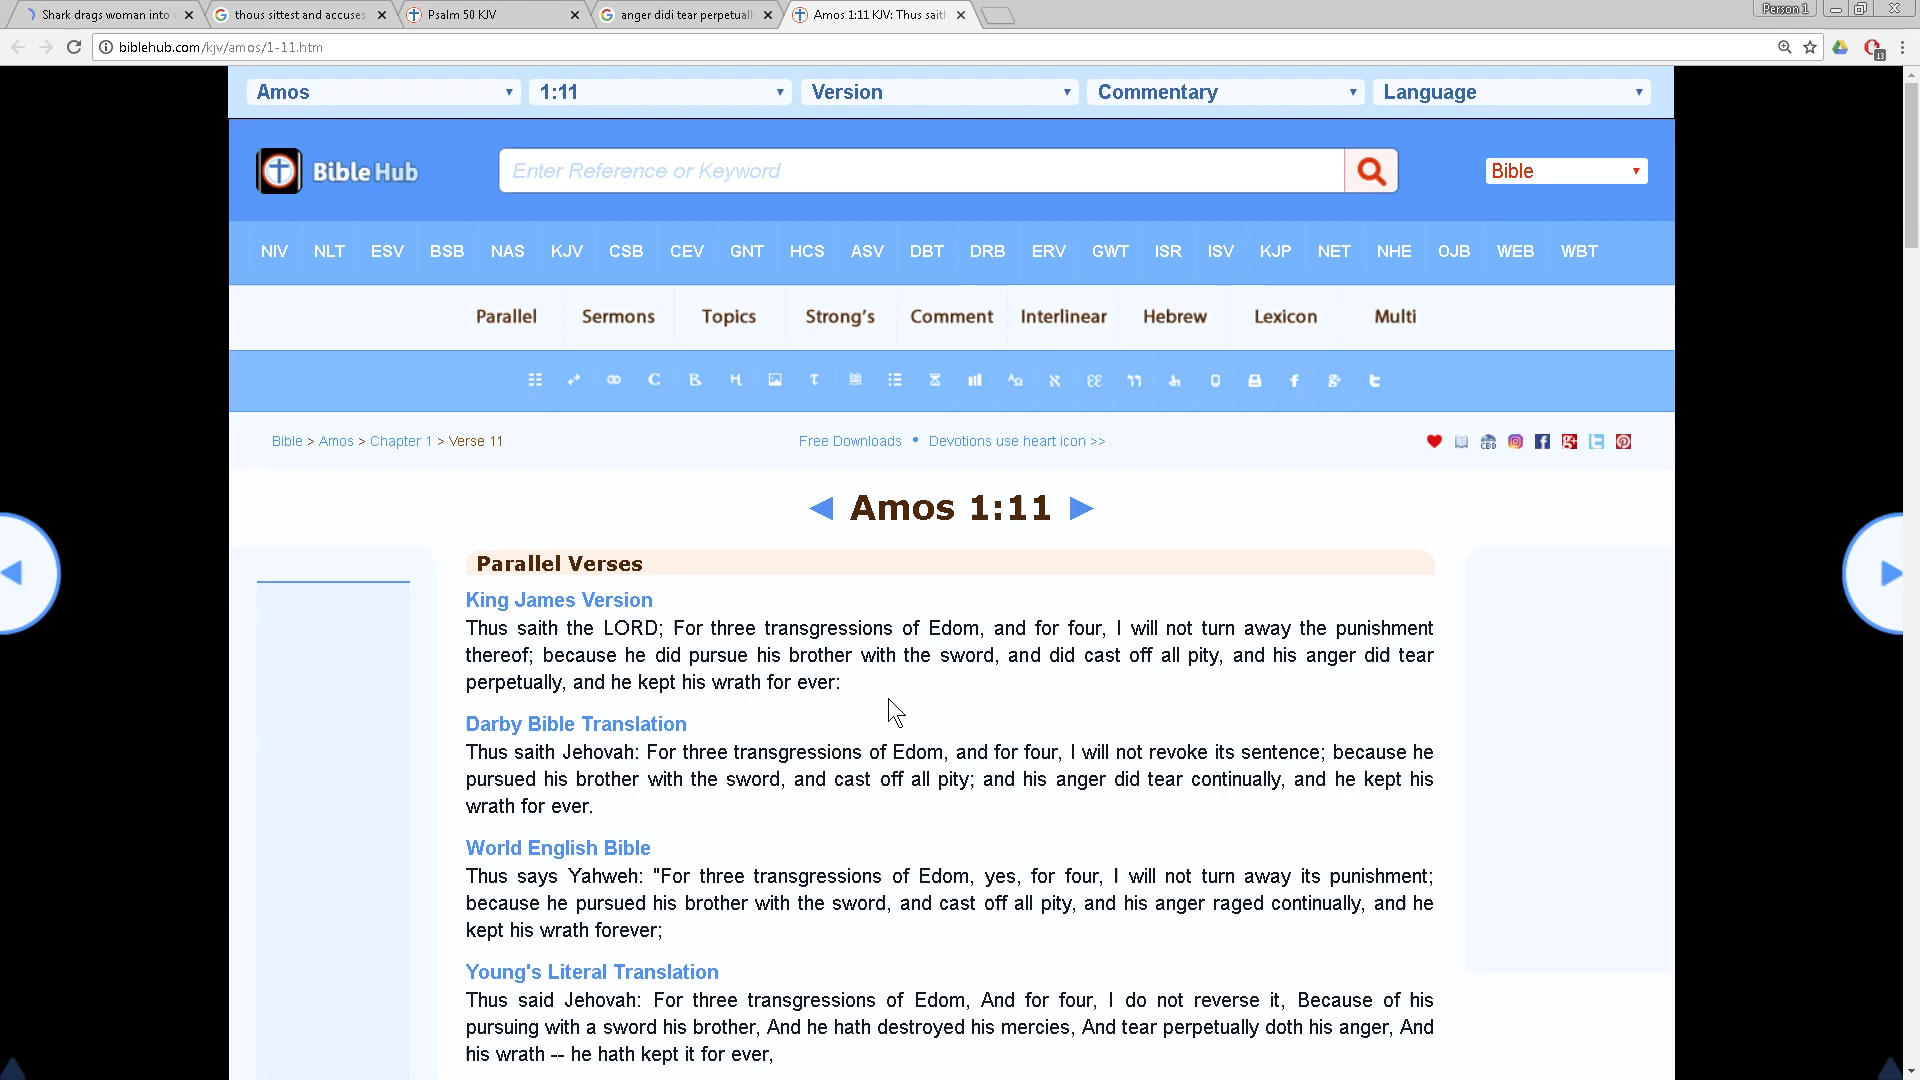 Shark drags woman into
thous sittest and accuses
Psalm 50 KJV
anger didi tear perpetuall
Amos 1:11 KJV: Thus saith
Person 1
biblehub.com/kjv/amos/1-11.htm
13
Amos 1:11 Version Commentary Language
Bible Hub
Enter Reference or Keyword
Bible
NIV NLT ESV BSB NAS KJV CSB CEV GNT HCS ASV DBT DRB ERV GWT ISR ISV KJP NET NHE OJB WEB WBT
Parallel Sermons Topics Strong's Comment Interlinear Hebrew Lexicon Multi
Bible > Amos > Chapter 1 > Verse 11
Free Downloads • Devotions use heart icon >>
CBD
◄ Amos 1:11 ►
Parallel Verses
King James Version
Thus saith the LORD; For three transgressions of Edom, and for four, I will not turn away the punishment
thereof; because he did pursue his brother with the sword, and did cast off all pity, and his anger did tear
perpetually, and he kept his wrath for ever:
Darby Bible Translation
Thus saith Jehovah: For three transgressions of Edom, and for four, I will not revoke its sentence; because he
pursued his brother with the sword, and cast off all pity; and his anger did tear continually, and he kept his
wrath for ever.
World English Bible
Thus says Yahweh: "For three transgressions of Edom, yes, for four, I will not turn away its punishment;
because he pursued his brother with the sword, and cast off all pity, and his anger raged continually, and he
kept his wrath forever;
Young's Literal Translation
Thus said Jehovah: For three transgressions of Edom, And for four, I do not reverse it, Because of his
pursuing with a sword his brother, And he hath destroyed his mercies, And tear perpetually doth his anger, And
his wrath -- he hath kept it for ever,